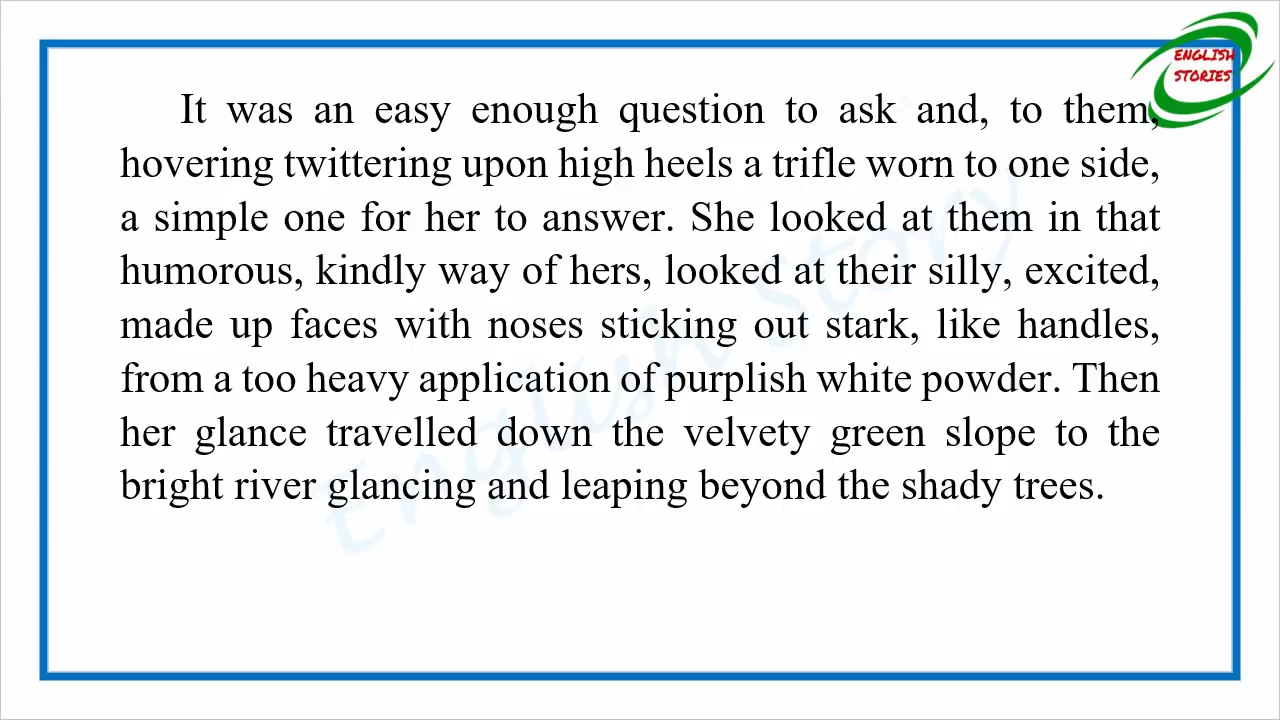 ENGLISH
STORIES
It was an easy enough question to ask and, to them,
hovering twittering upon high heels a trifle worn to one side,
a simple one for her to answer. She looked at them in that
humorous, kindly way of hers, looked at their silly, excited,
made up faces with noses sticking out stark, like handles,
from a too heavy application of purplish white powder. Then
her glance travelled down the velvety green slope to the
bright river glancing and leaping beyond the shady trees.
English Story